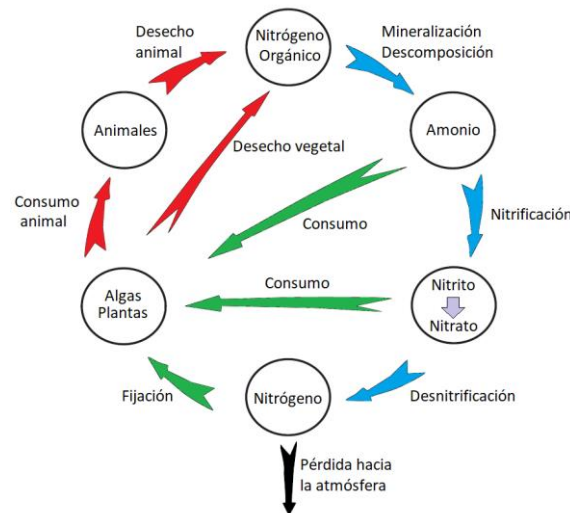 Desecho
animal
Nitrógeno
Orgánico
Mineralización
Descomposición
Animales
Amonio
Desecho vegetal
Consumo
animal
Consumo
Nitrificación
Algas
Plantas
Consumo
Nitrito
Nitrato
Fijación
Nitrógeno
Desnitrificación
Pérdida hacia
la atmósfera